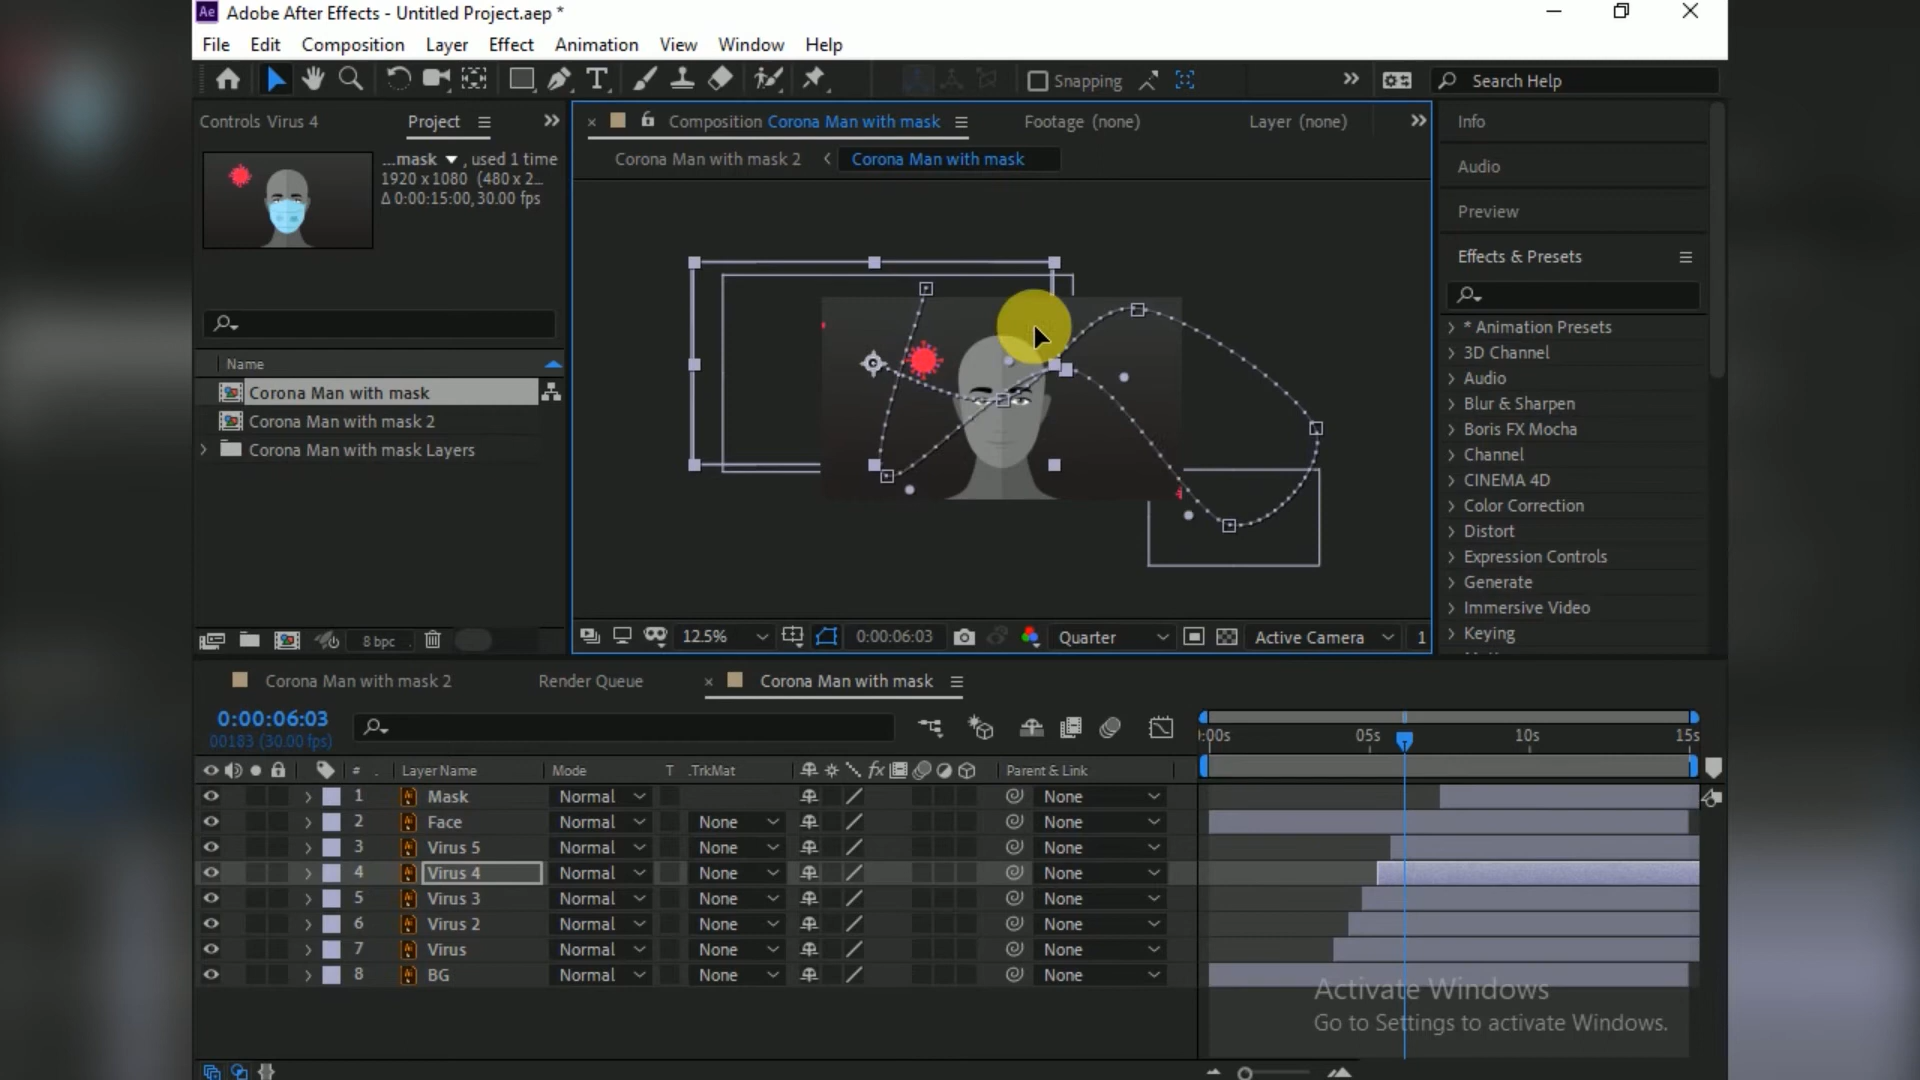 Ae Adobe After Effects - Untitled Project.aep *
File Edit Composition Layer Effect Animation View Window Help
Snapping
Search Help
Controls Virus 4
Project
...mask , used 1 time
1920 x 1080 (480 x 2...
Δ 0:00:15:00, 30.00 fps
Name
Corona Man with mask
Corona Man with mask 2
Corona Man with mask Layers
8 bpc
Composition Corona Man with mask
Footage (none)
Layer (none)
Corona Man with mask 2
Corona Man with mask
12.5%
0:00:06:03
Quarter
Active Camera
1
Info
Audio
Preview
Effects & Presets
* Animation Presets
3D Channel
Audio
Blur & Sharpen
Boris FX Mocha
Channel
CINEMA 4D
Color Correction
Distort
Expression Controls
Generate
Immersive Video
Keying
Corona Man with mask 2
Render Queue
Corona Man with mask
0:00:06:03
00183 (30.00 fps)
:00s 05s 10s 15s
# Layer Name Mode T .TrkMat fx Parent & Link
1 Mask Normal None
2 Face Normal None None
3 Virus 5 Normal None None
4 Virus 4 Normal None None
5 Virus 3 Normal None None
6 Virus 2 Normal None None
7 Virus Normal None None
8 BG Normal None None
Activate Windows
Go to Settings to activate Windows.